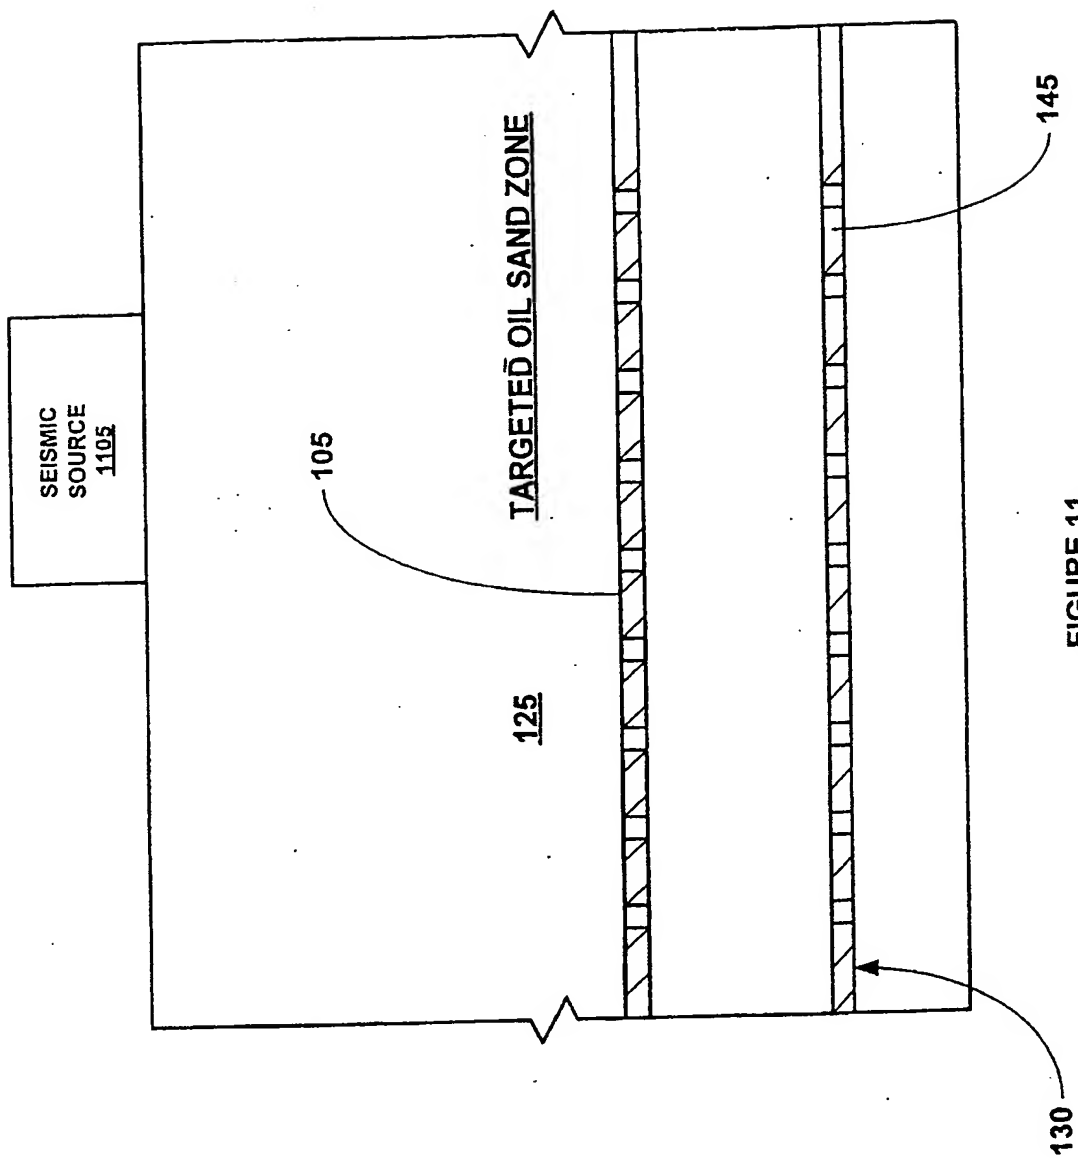 SEISMIC
SOURCE
1105
105
TARGETED OIL SAND ZONE
125
145
130
FIGURE 11